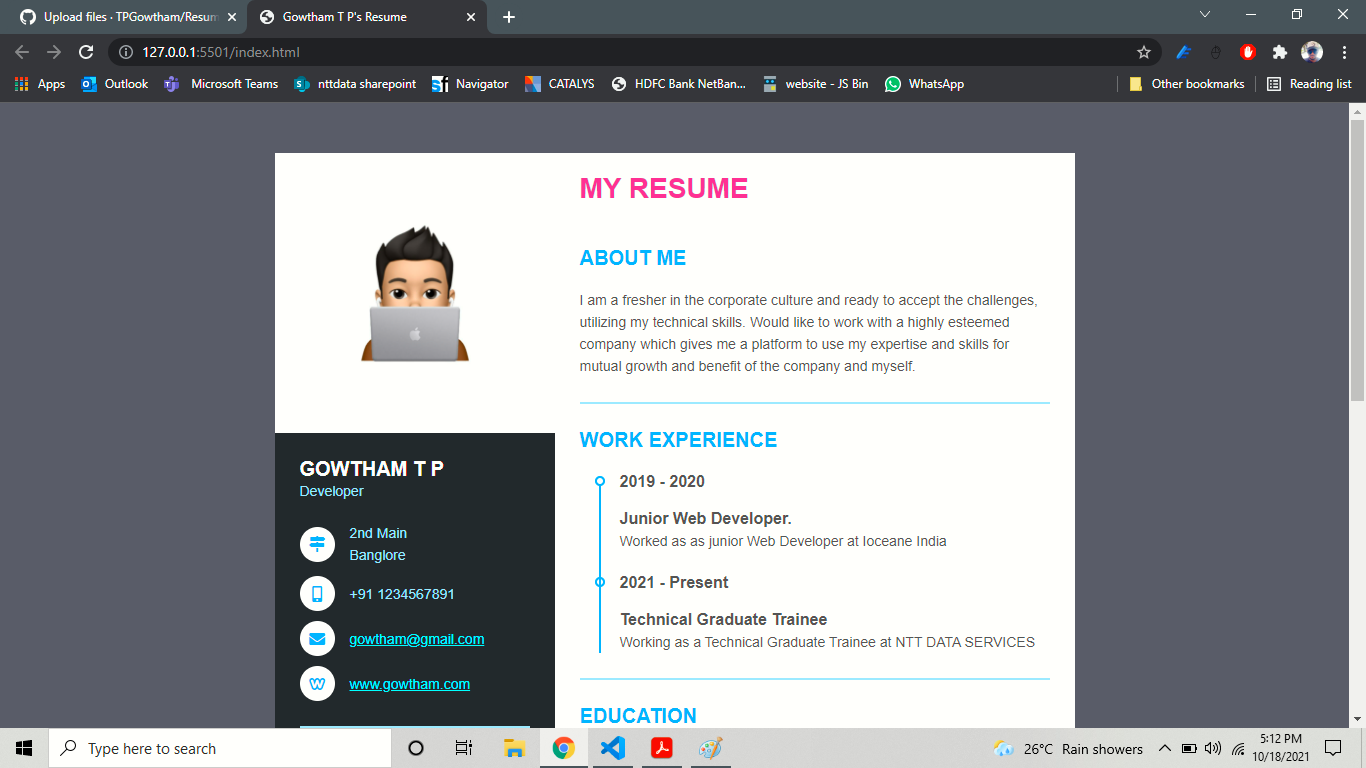 Upload files · TPGowtham/Resum
Gowtham T P's Resume
127.0.0.1:5501/index.html
Apps
Outlook
Microsoft Teams
nttdata sharepoint
Navigator
CATALYS
HDFC Bank NetBan...
website - JS Bin
WhatsApp
Other bookmarks
Reading list
MY RESUME
ABOUT ME
I am a fresher in the corporate culture and ready to accept the challenges,
utilizing my technical skills. Would like to work with a highly esteemed
company which gives me a platform to use my expertise and skills for
mutual growth and benefit of the company and myself.
GOWTHAM T P
Developer
2nd Main
Banglore
+91 1234567891
gowtham@gmail.com
www.gowtham.com
WORK EXPERIENCE
2019 - 2020
Junior Web Developer.
Worked as as junior Web Developer at Ioceane India
2021 - Present
Technical Graduate Trainee
Working as a Technical Graduate Trainee at NTT DATA SERVICES
EDUCATION
Type here to search
26°C Rain showers
5:12 PM
10/18/2021